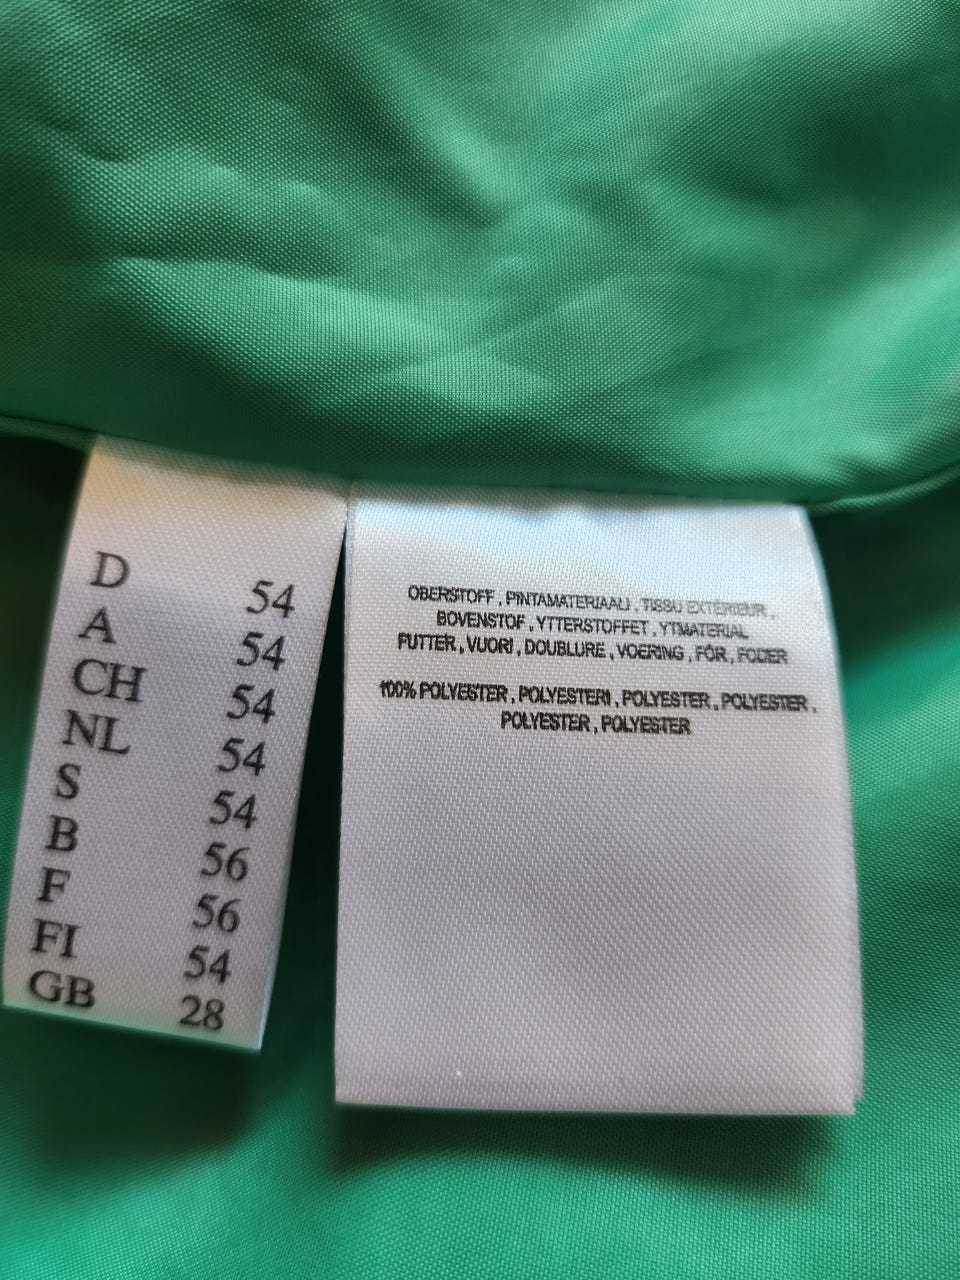 D 54
A 54
CH 54
NL 54
S 54
B 56
F 56
FI 54
GB 28
OBERSTOFF , PINTAMATERIAALI , TISSU EXTÉRIEUR ,
BOVENSTOF , YTTERSTOFFET , YTMATERIAL
FUTTER , VUORI , DOUBLURE , VOERING , FÔR , FODER
100% POLYESTER , POLYESTERI , POLYESTER , POLYESTER ,
POLYESTER , POLYESTER